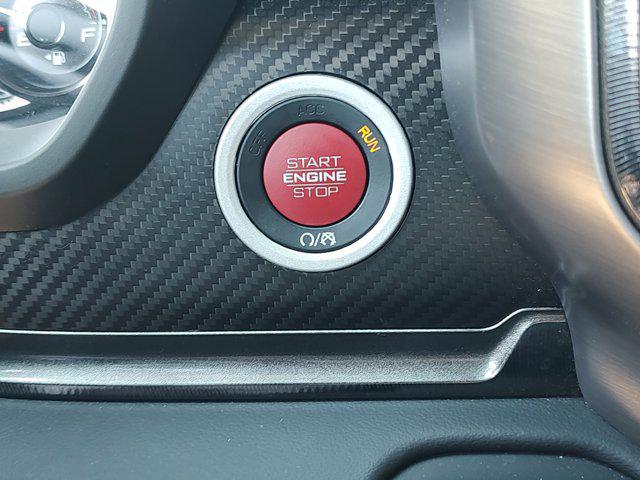 E F
OFF ACC RUN
START
ENGINE
STOP